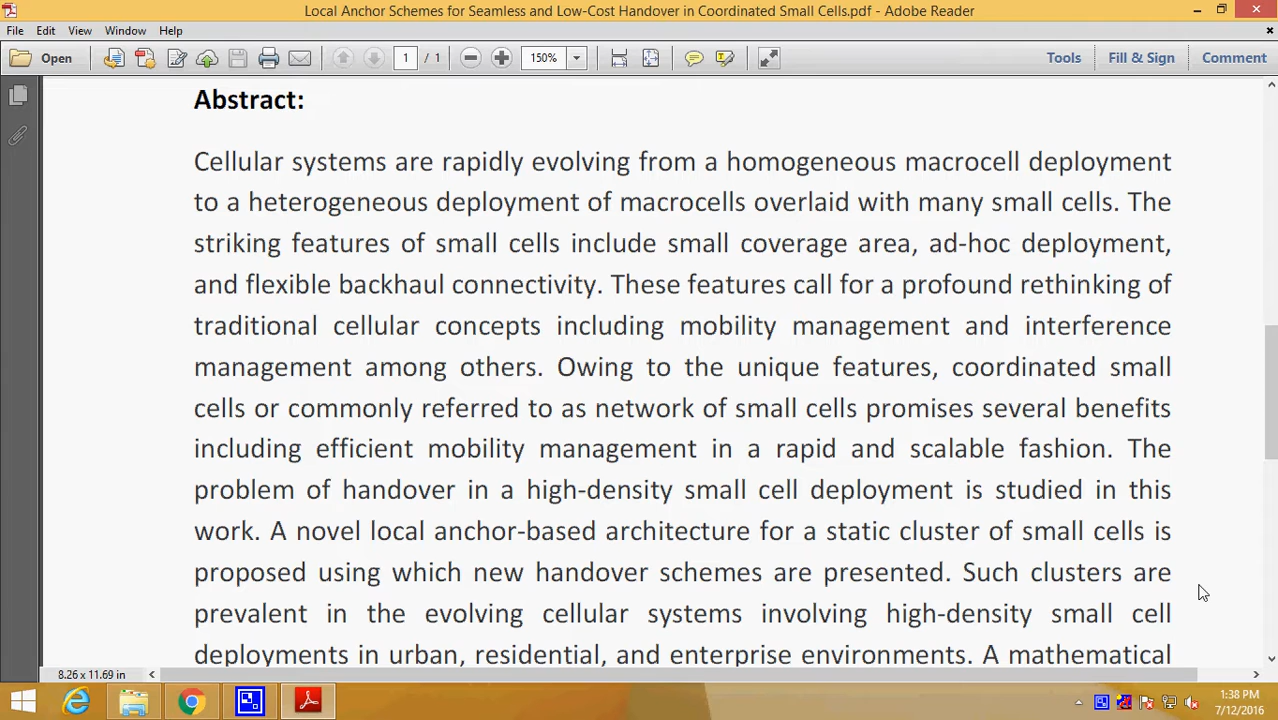 Local Anchor Schemes for Seamless and Low-Cost Handover in Coordinated Small Cells.pdf - Adobe Reader
File Edit View Window Help
Open 1 / 1 150% Tools Fill & Sign Comment
Abstract:
Cellular systems are rapidly evolving from a homogeneous macrocell deployment
to a heterogeneous deployment of macrocells overlaid with many small cells. The
striking features of small cells include small coverage area, ad-hoc deployment,
and flexible backhaul connectivity. These features call for a profound rethinking of
traditional cellular concepts including mobility management and interference
management among others. Owing to the unique features, coordinated small
cells or commonly referred to as network of small cells promises several benefits
including efficient mobility management in a rapid and scalable fashion. The
problem of handover in a high-density small cell deployment is studied in this
work. A novel local anchor-based architecture for a static cluster of small cells is
proposed using which new handover schemes are presented. Such clusters are
prevalent in the evolving cellular systems involving high-density small cell
deployments in urban, residential, and enterprise environments. A mathematical
8.26 x 11.69 in
1:38 PM
7/12/2016